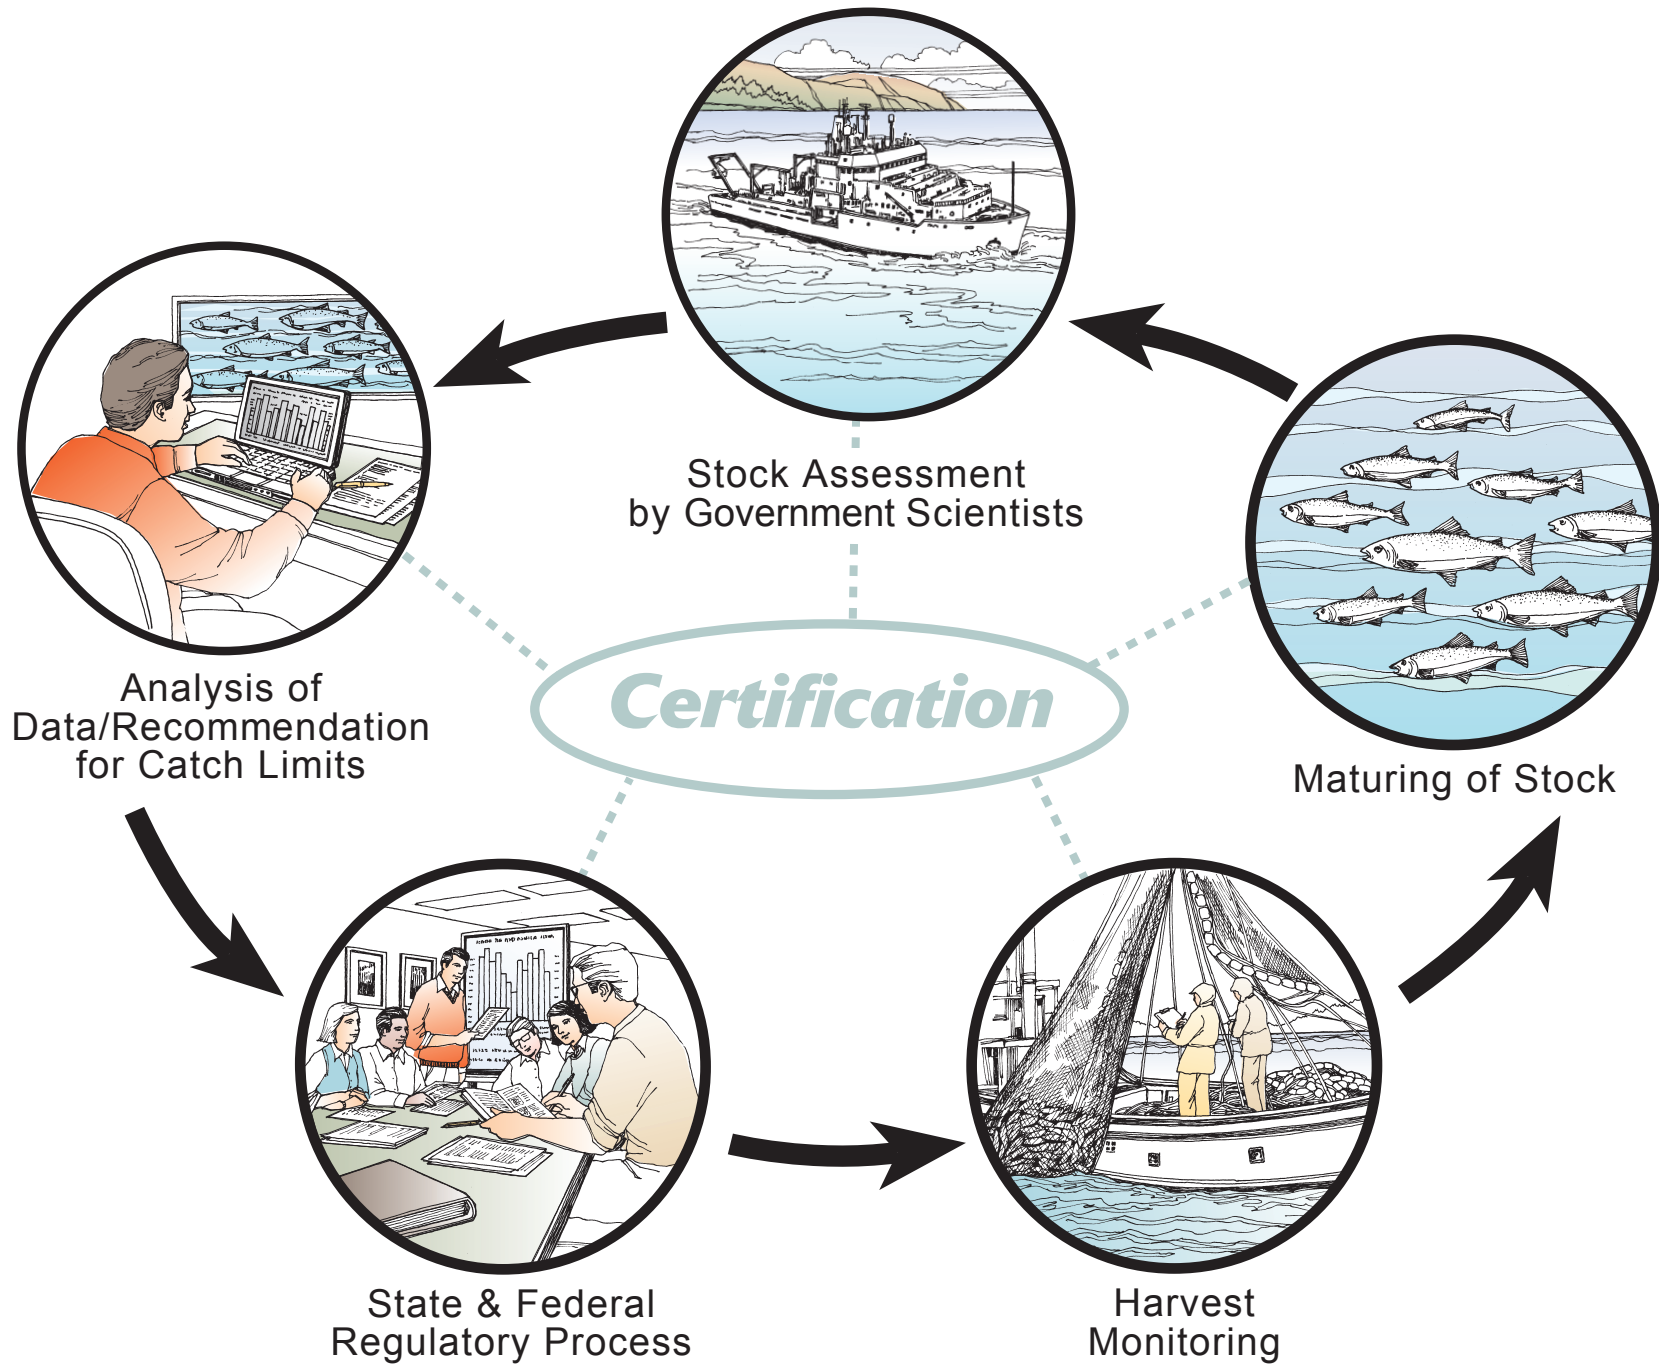 Stock Assessment
by Government Scientists
Analysis of
Data/Recommendation
for Catch Limits
Certification
Maturing of Stock
State & Federal
Regulatory Process
Harvest
Monitoring